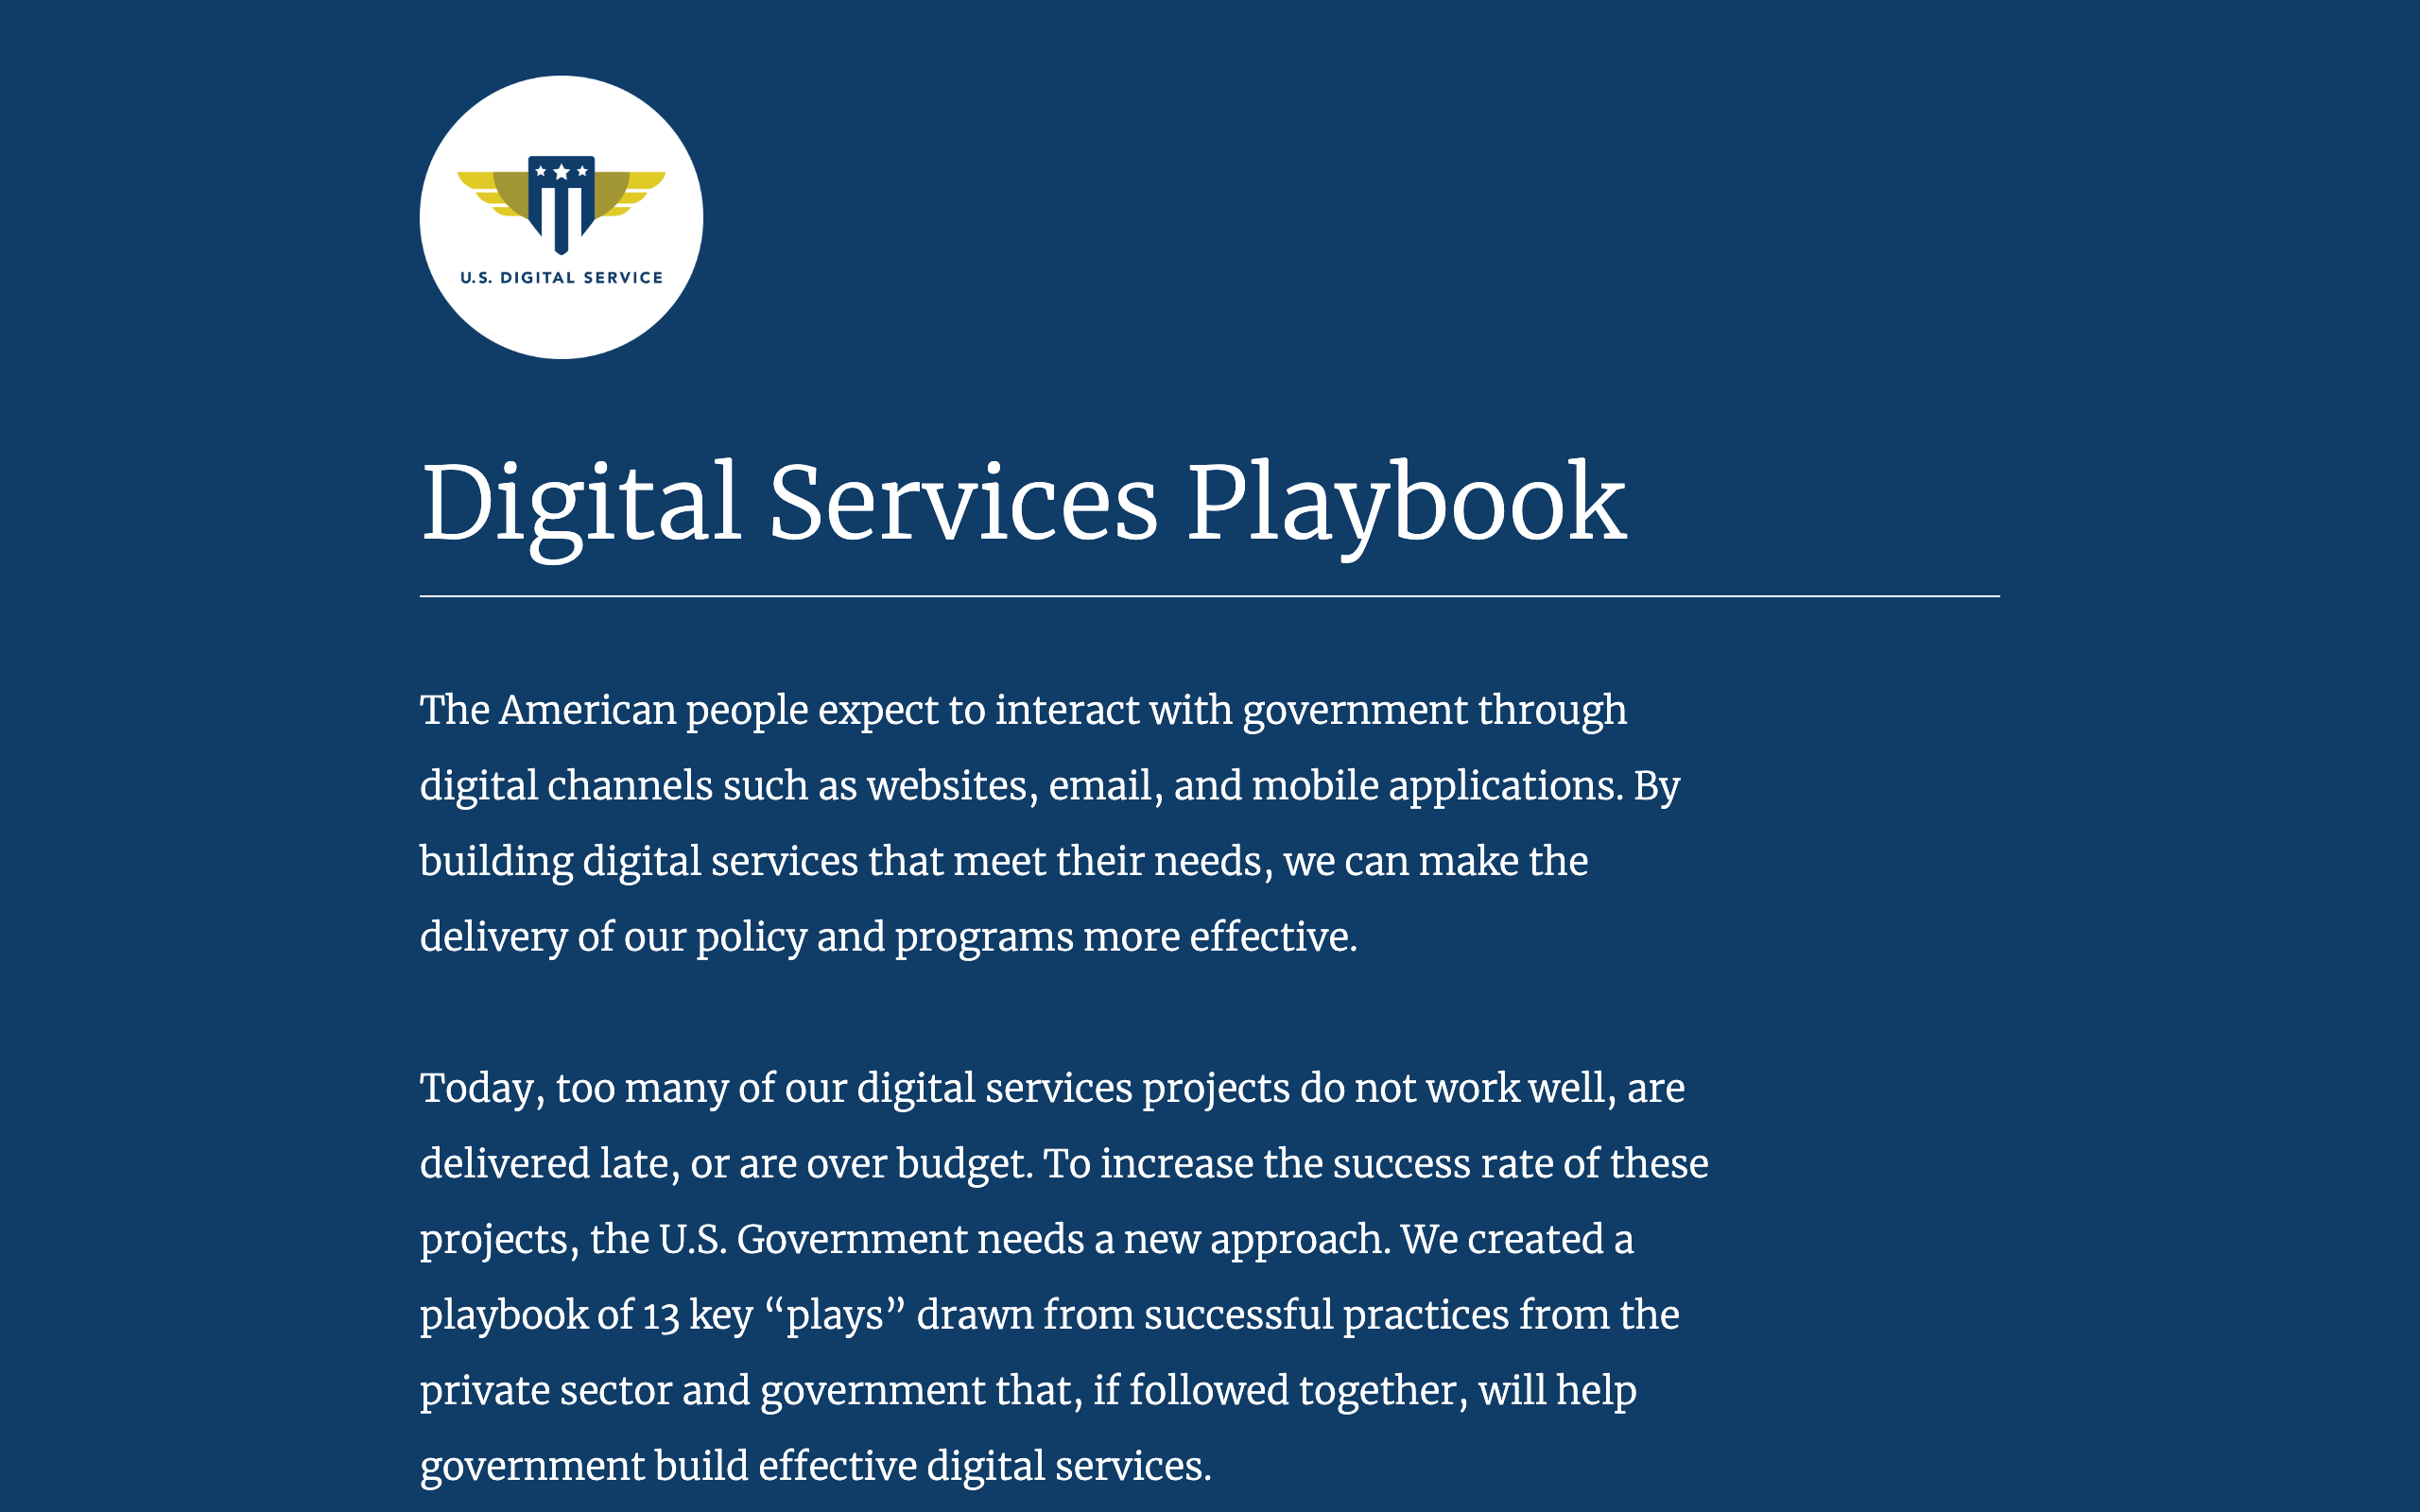 U.S. DIGITAL SERVICE
Digital Services Playbook
The American people expect to interact with government through
digital channels such as websites, email, and mobile applications. By
building digital services that meet their needs, we can make the
delivery of our policy and programs more effective.
Today, too many of our digital services projects do not work well, are
delivered late, or are over budget. To increase the success rate of these
projects, the U.S. Government needs a new approach. We created a
playbook of 13 key “plays” drawn from successful practices from the
private sector and government that, if followed together, will help
government build effective digital services.